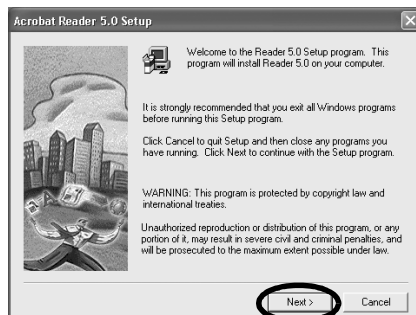 Acrobat Reader 5.0 Setup
Welcome to the Reader 5.0 Setup program. This
program will install Reader 5.0 on your computer.
It is strongly recommended that you exit all Windows programs
before running this Setup program.
Click Cancel to quit Setup and then close any programs you
have running. Click Next to continue with the Setup program.
WARNING: This program is protected by copyright law and
international treaties.
Unauthorized reproduction or distribution of this program, or any
portion of it, may result in severe civil and criminal penalties, and
will be prosecuted to the maximum extent possible under law.
Next >
Cancel